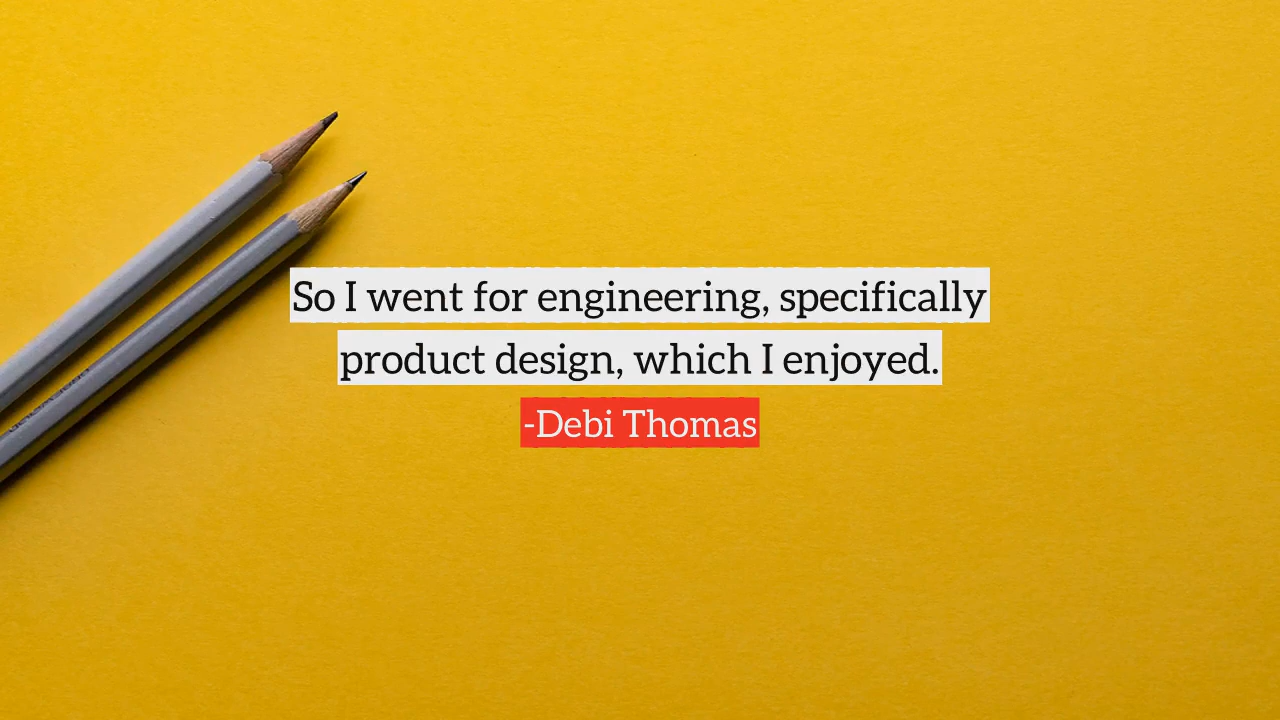 So I went for engineering, specifically
product design, which I enjoyed.
-Debi Thomas